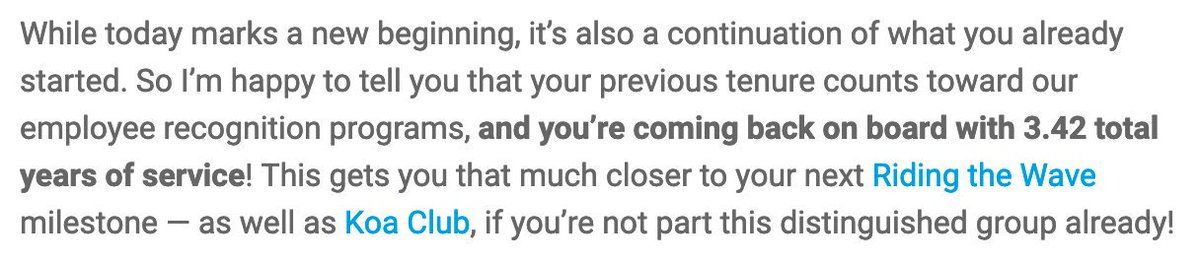 While today marks a new beginning, it’s also a continuation of what you already
started. So I’m happy to tell you that your previous tenure counts toward our
employee recognition programs, and you’re coming back on board with 3.42 total
years of service! This gets you that much closer to your next Riding the Wave
milestone — as well as Koa Club, if you’re not part this distinguished group already!